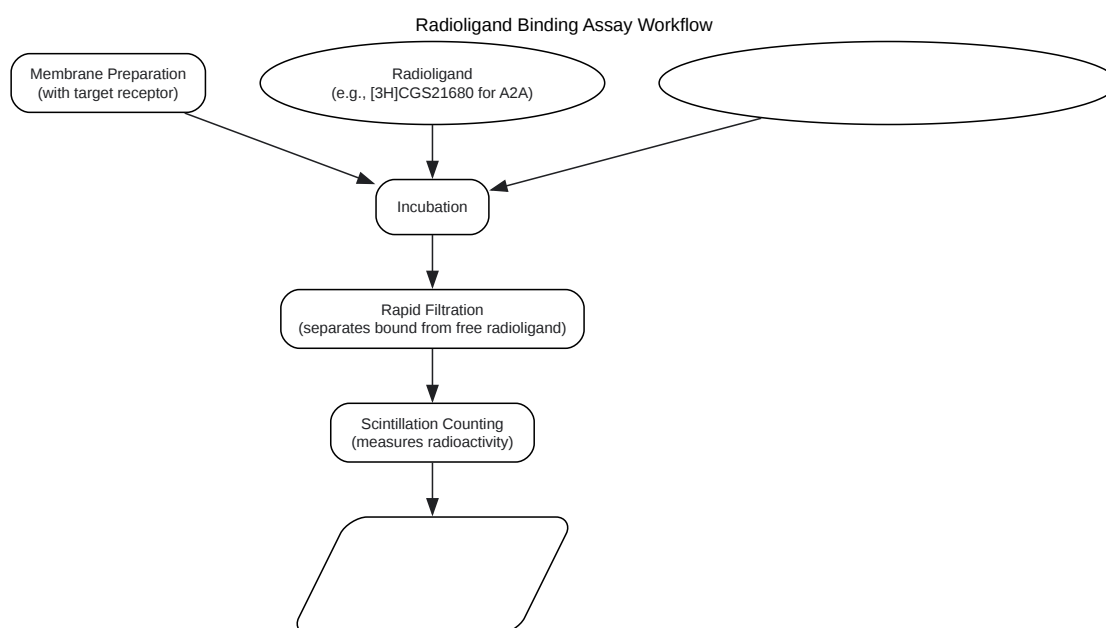 Radioligand Binding Assay Workflow
Membrane Preparation
(with target receptor)
Radioligand
(e.g., [3H]CGS21680 for A2A)
Incubation
Rapid Filtration
(separates bound from free radioligand)
Scintillation Counting
(measures radioactivity)